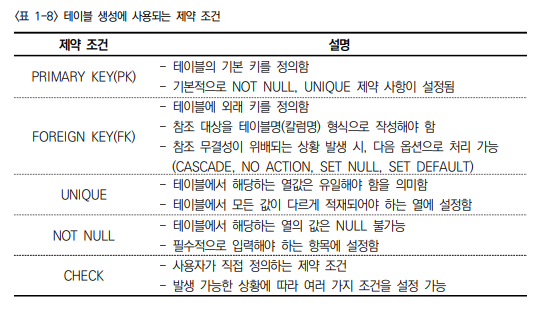 <표 1-8> 테이블 생성에 사용되는 제약 조건
제약 조건 설명
PRIMARY KEY(PK)
- 테이블의 기본 키를 정의함
- 기본적으로 NOT NULL, UNIQUE 제약 사항이 설정됨
FOREIGN KEY(FK)
- 테이블에 외래 키를 정의함
- 참조 대상을 테이블명(칼럼명) 형식으로 작성해야 함
- 참조 무결성이 위배되는 상황 발생 시, 다음 옵션으로 처리 가능
(CASCADE, NO ACTION, SET NULL, SET DEFAULT)
UNIQUE
- 테이블에서 해당하는 열값은 유일해야 함을 의미함
- 테이블에서 모든 값이 다르게 적재되어야 하는 열에 설정함
NOT NULL
- 테이블에서 해당하는 열의 값은 NULL 불가능
- 필수적으로 입력해야 하는 항목에 설정함
CHECK
- 사용자가 직접 정의하는 제약 조건
- 발생 가능한 상황에 따라 여러 가지 조건을 설정 가능